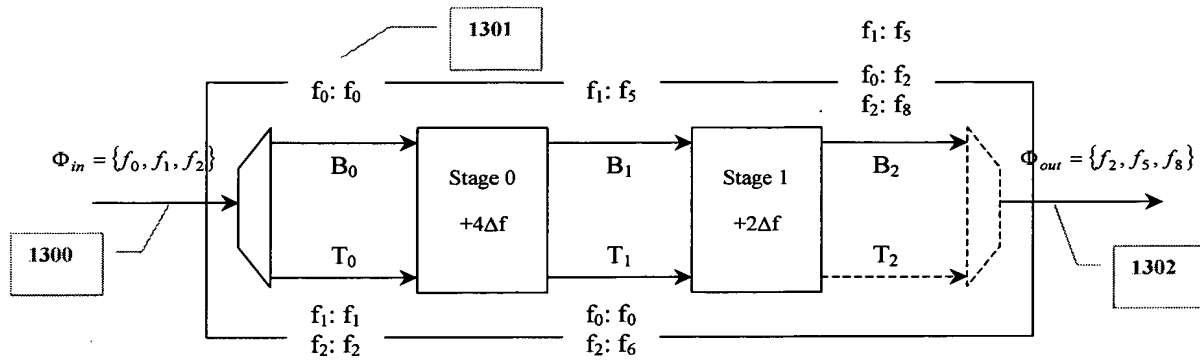 1301
f₁: f₅
f₀: f₂
f₂: f₈
f₀: f₀
f₁: f₅
Φ_in = {f₀, f₁, f₂}
B₀
Stage 0
+4Δf
B₁
Stage 1
+2Δf
B₂
Φ_out = {f₂, f₅, f₈}
1300
T₀
T₁
T₂
1302
f₁: f₁
f₂: f₂
f₀: f₀
f₂: f₆